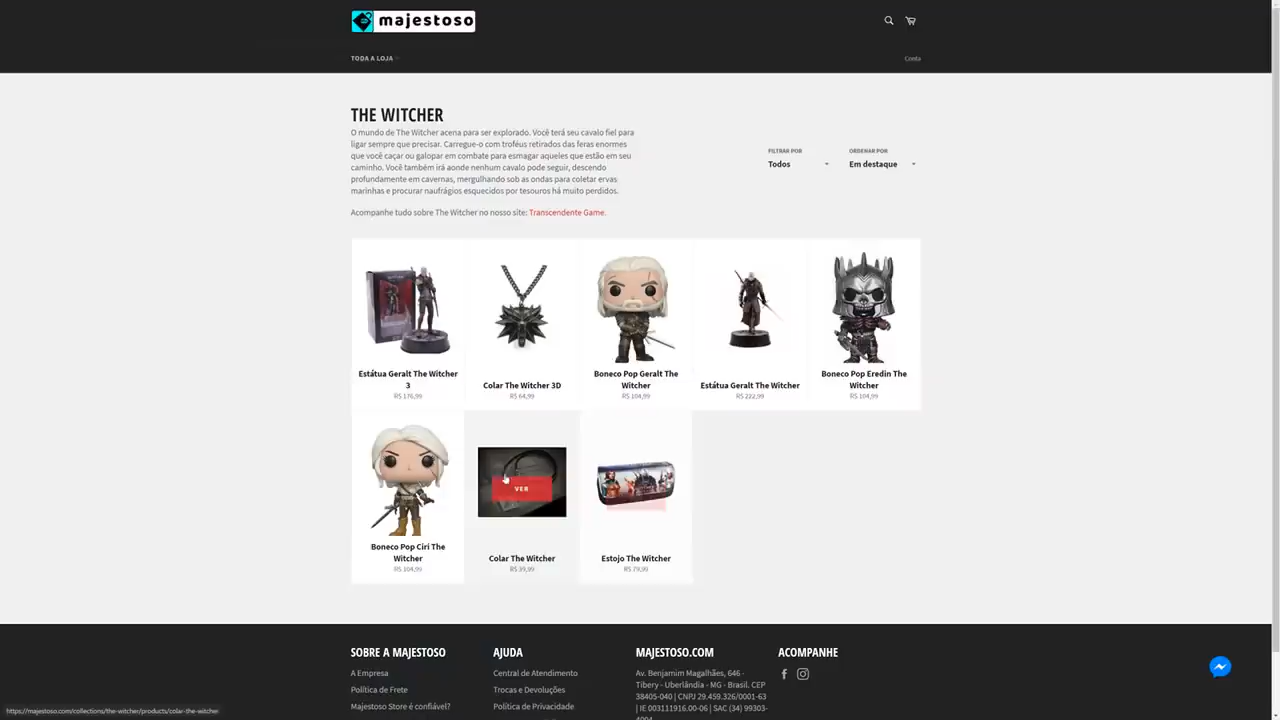 majestoso
TODA A LOJA
Conta
THE WITCHER
O mundo de The Witcher acena para ser explorado. Você terá seu cavalo fiel para
ligar sempre que precisar. Carregue-o com troféus retirados das feras enormes
que você caçar ou galopar em combate para esmagar aqueles que estão em seu
caminho. Você também irá aonde nenhum cavalo pode seguir, descendo
profundamente em cavernas, mergulhando sob as ondas para coletar ervas
marinhas e procurar naufrágios esquecidos por tesouros há muito perdidos.
Acompanhe tudo sobre The Witcher no nosso site: Transcendente Game.
FILTRAR POR
Todos
ORDENAR POR
Em destaque
Estátua Geralt The Witcher
3
R$ 176,99
Colar The Witcher 3D
R$ 64,99
Boneco Pop Geralt The
Witcher
R$ 104,99
Estátua Geralt The Witcher
R$ 222,99
Boneco Pop Eredin The
Witcher
R$ 104,99
Boneco Pop Ciri The
Witcher
R$ 104,99
VER
Colar The Witcher
R$ 39,99
Estojo The Witcher
R$ 79,99
SOBRE A MAJESTOSO
A Empresa
Política de Frete
Majestoso Store é confiável?
AJUDA
Central de Atendimento
Trocas e Devoluções
Política de Privacidade
MAJESTOSO.COM
Av. Benjamim Magalhães, 646 -
Tibery - Uberlândia - MG - Brasil. CEP
38405-040 | CNPJ 29.459.326/0001-63
| IE 003111916.00-06 | SAC (34) 99303-
4004
ACOMPANHE
https://majestoso.com/collections/the-witcher/products/colar-the-witcher